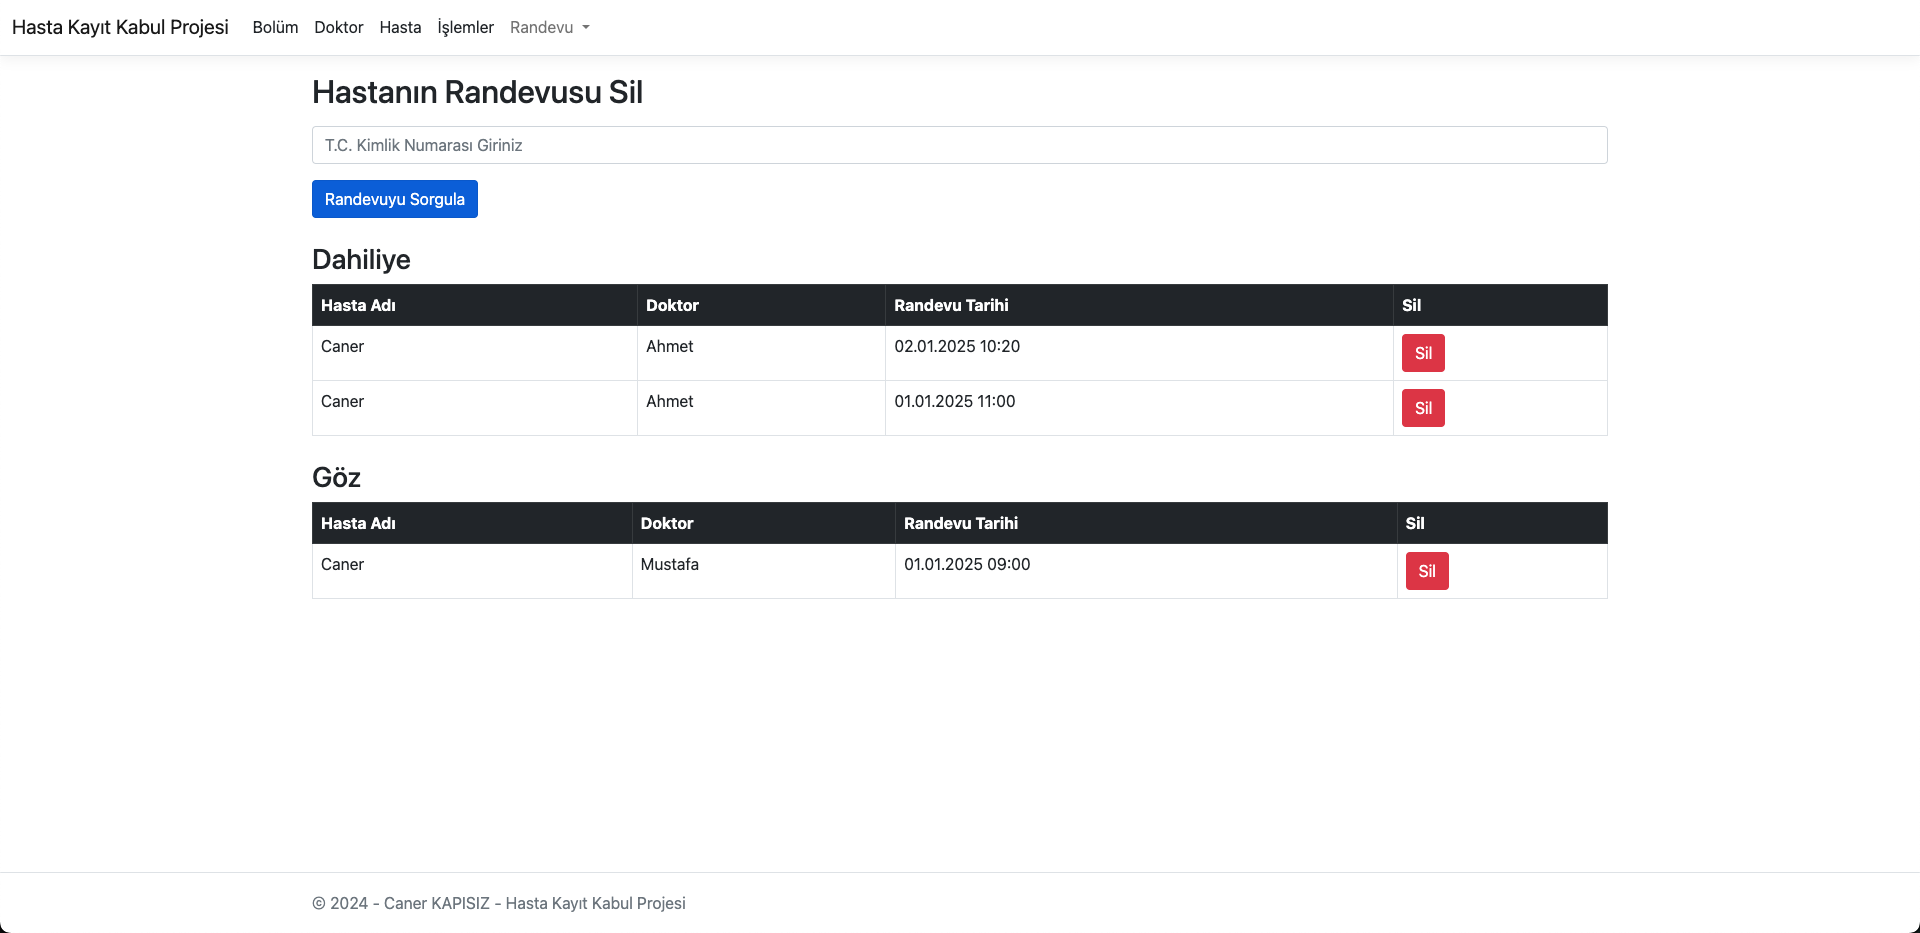 Hasta Kayıt Kabul Projesi Bolüm Doktor Hasta İşlemler Randevu
Hastanın Randevusu Sil
T.C. Kimlik Numarası Giriniz
Randevuyu Sorgula
Dahiliye
Hasta Adı Doktor Randevu Tarihi Sil
Caner Ahmet 02.01.2025 10:20 Sil
Caner Ahmet 01.01.2025 11:00 Sil
Göz
Hasta Adı Doktor Randevu Tarihi Sil
Caner Mustafa 01.01.2025 09:00 Sil
© 2024 - Caner KAPISIZ - Hasta Kayıt Kabul Projesi